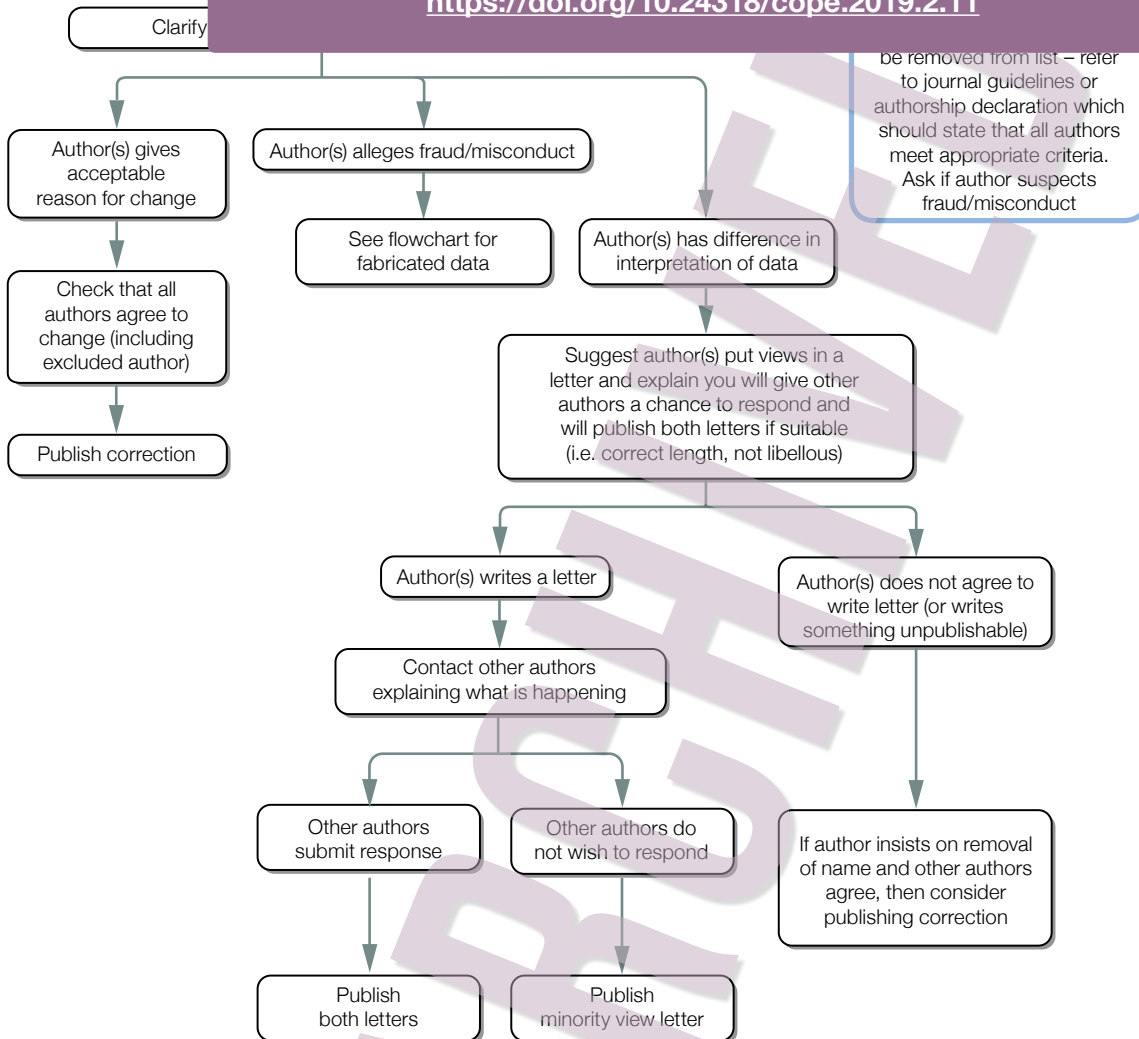 https://doi.org/10.24318/cope.2019.2.11
Clarify
be removed from list – refer
to journal guidelines or
authorship declaration which
should state that all authors
meet appropriate criteria.
Ask if author suspects
fraud/misconduct
Author(s) gives
acceptable
reason for change
Author(s) alleges fraud/misconduct
See flowchart for
fabricated data
Author(s) has difference in
interpretation of data
Check that all
authors agree to
change (including
excluded author)
Publish correction
Suggest author(s) put views in a
letter and explain you will give other
authors a chance to respond and
will publish both letters if suitable
(i.e. correct length, not libellous)
Author(s) writes a letter
Author(s) does not agree to
write letter (or writes
something unpublishable)
Contact other authors
explaining what is happening
Other authors
submit response
Other authors do
not wish to respond
If author insists on removal
of name and other authors
agree, then consider
publishing correction
Publish
both letters
Publish
minority view letter